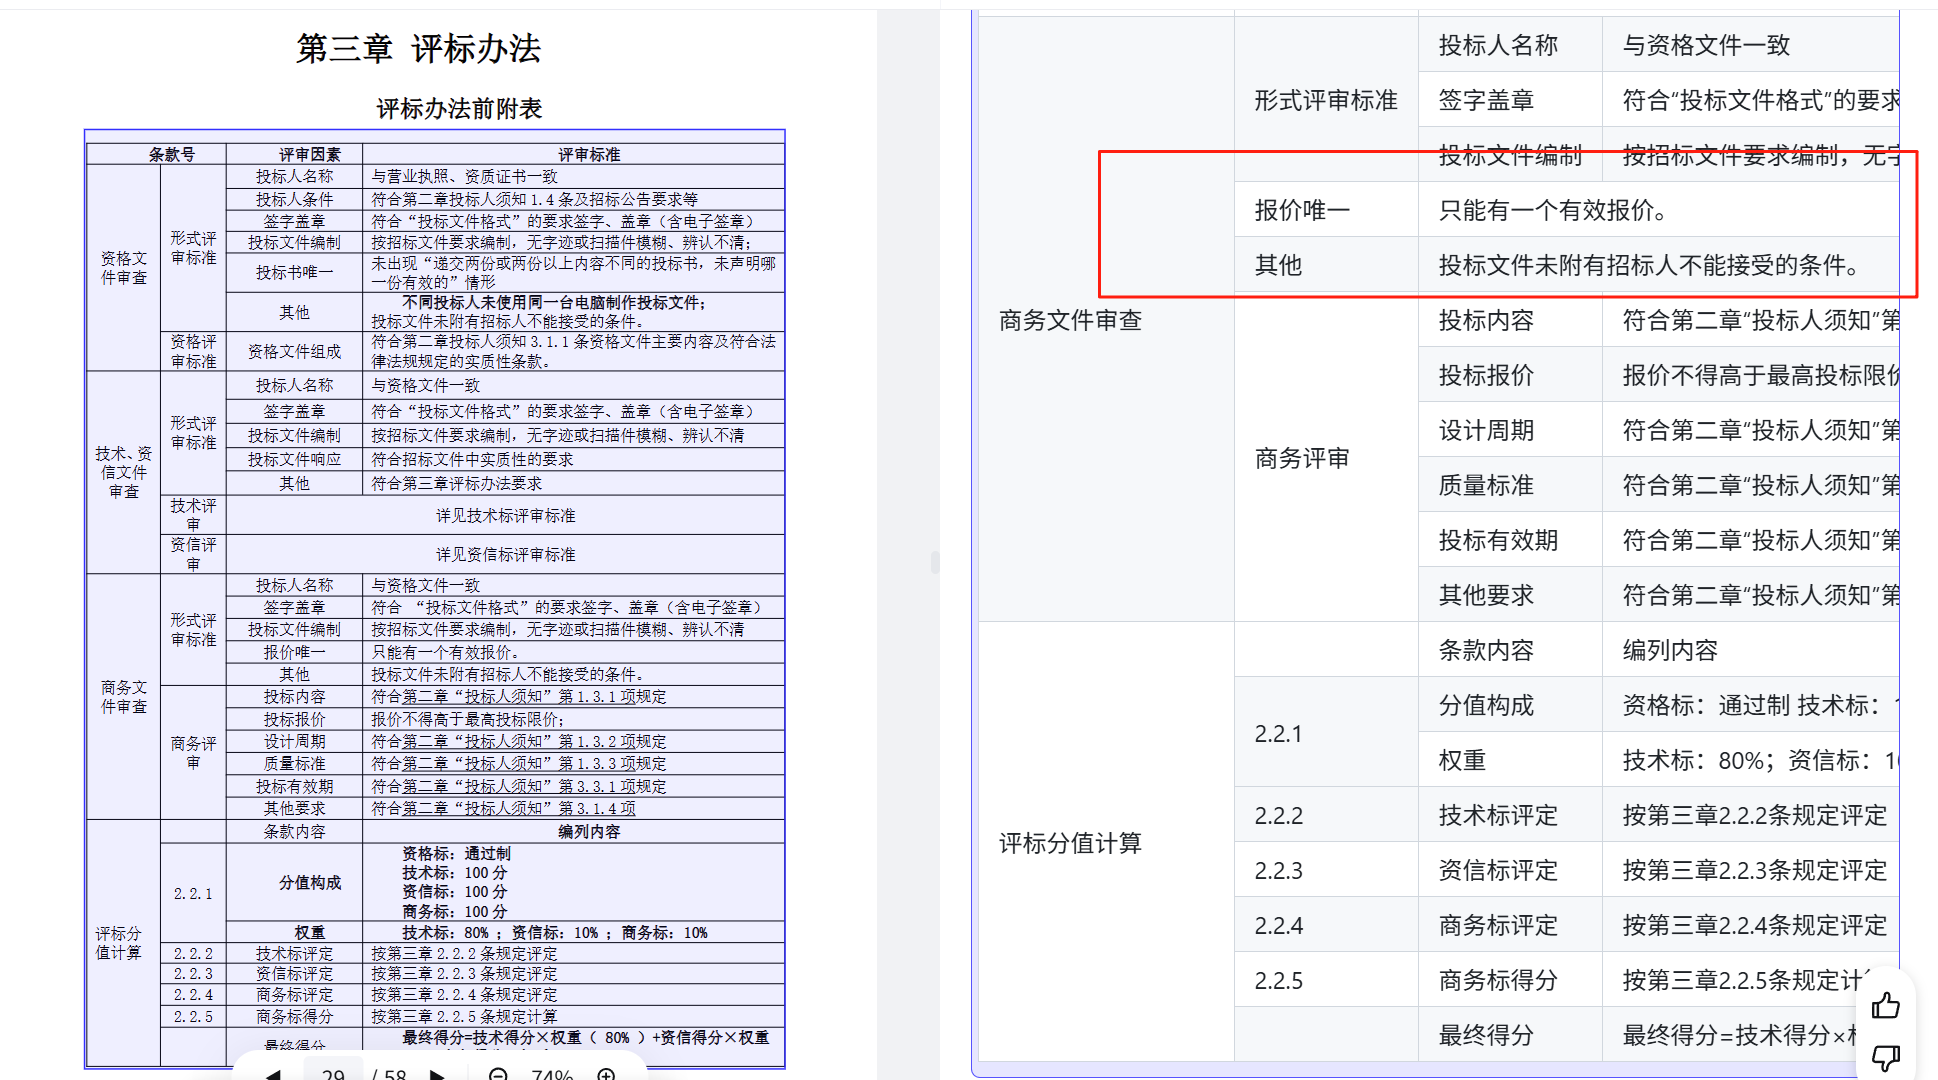 第三章 评标办法
评标办法前附表
条款号 评审因素 评审标准
资格文件审查 形式评审标准 投标人名称 与营业执照、资质证书一致
投标人条件 符合第二章投标人须知 1.4 条及招标公告要求等
签字盖章 符合“投标文件格式”的要求签字、盖章（含电子签章）
投标文件编制 按招标文件要求编制，无字迹或扫描件模糊、辨认不清；
投标书唯一 未出现“递交两份或两份以上内容不同的投标书，未声明哪
一份有效的”情形
其他 不同投标人未使用同一台电脑制作投标文件；
投标文件未附有招标人不能接受的条件。
资格评审标准 资格文件组成 符合第二章投标人须知 3.1.1 条资格文件主要内容及符合法
律法规规定的实质性条款。
技术、资信文件审查 形式评审标准 投标人名称 与资格文件一致
签字盖章 符合“投标文件格式”的要求签字、盖章（含电子签章）
投标文件编制 按招标文件要求编制，无字迹或扫描件模糊、辨认不清
投标文件响应 符合招标文件中实质性的要求
其他 符合第三章评标办法要求
技术评审 详见技术标评审标准
资信评审 详见资信标评审标准
商务文件审查 形式评审标准 投标人名称 与资格文件一致
签字盖章 符合 “投标文件格式”的要求签字、盖章（含电子签章）
投标文件编制 按招标文件要求编制，无字迹或扫描件模糊、辨认不清
报价唯一 只能有一个有效报价。
其他 投标文件未附有招标人不能接受的条件。
商务评审 投标内容 符合第二章“投标人须知”第 1.3.1 项规定
投标报价 报价不得高于最高投标限价；
设计周期 符合第二章“投标人须知”第 1.3.2 项规定
质量标准 符合第二章“投标人须知”第 1.3.3 项规定
投标有效期 符合第二章“投标人须知”第 3.3.1 项规定
其他要求 符合第二章“投标人须知”第 3.1.4 项
评标分值计算 条款内容 编列内容
2.2.1 分值构成 资格标：通过制
技术标：100 分
资信标：100 分
商务标：100 分
权重 技术标：80% ；资信标：10% ；商务标：10%
2.2.2 技术标评定 按第三章 2.2.2 条规定评定
2.2.3 资信标评定 按第三章 2.2.3 条规定评定
2.2.4 商务标评定 按第三章 2.2.4 条规定评定
2.2.5 商务标得分 按第三章 2.2.5 条规定计算
最终得分 最终得分=技术得分×权重（ 80% ）+资信得分×权重
29 / 58 74%
商务文件审查 形式评审标准 投标人名称 与资格文件一致
签字盖章 符合“投标文件格式”的要求
投标文件编制 按招标文件要求编制，无字
报价唯一 只能有一个有效报价。
其他 投标文件未附有招标人不能接受的条件。
商务评审 投标内容 符合第二章“投标人须知”第
投标报价 报价不得高于最高投标限价
设计周期 符合第二章“投标人须知”第
质量标准 符合第二章“投标人须知”第
投标有效期 符合第二章“投标人须知”第
其他要求 符合第二章“投标人须知”第
评标分值计算 条款内容 编列内容
2.2.1 分值构成 资格标：通过制 技术标：
权重 技术标：80%；资信标：
2.2.2 技术标评定 按第三章2.2.2条规定评定
2.2.3 资信标评定 按第三章2.2.3条规定评定
2.2.4 商务标评定 按第三章2.2.4条规定评定
2.2.5 商务标得分 按第三章2.2.5条规定计
最终得分 最终得分=技术得分×